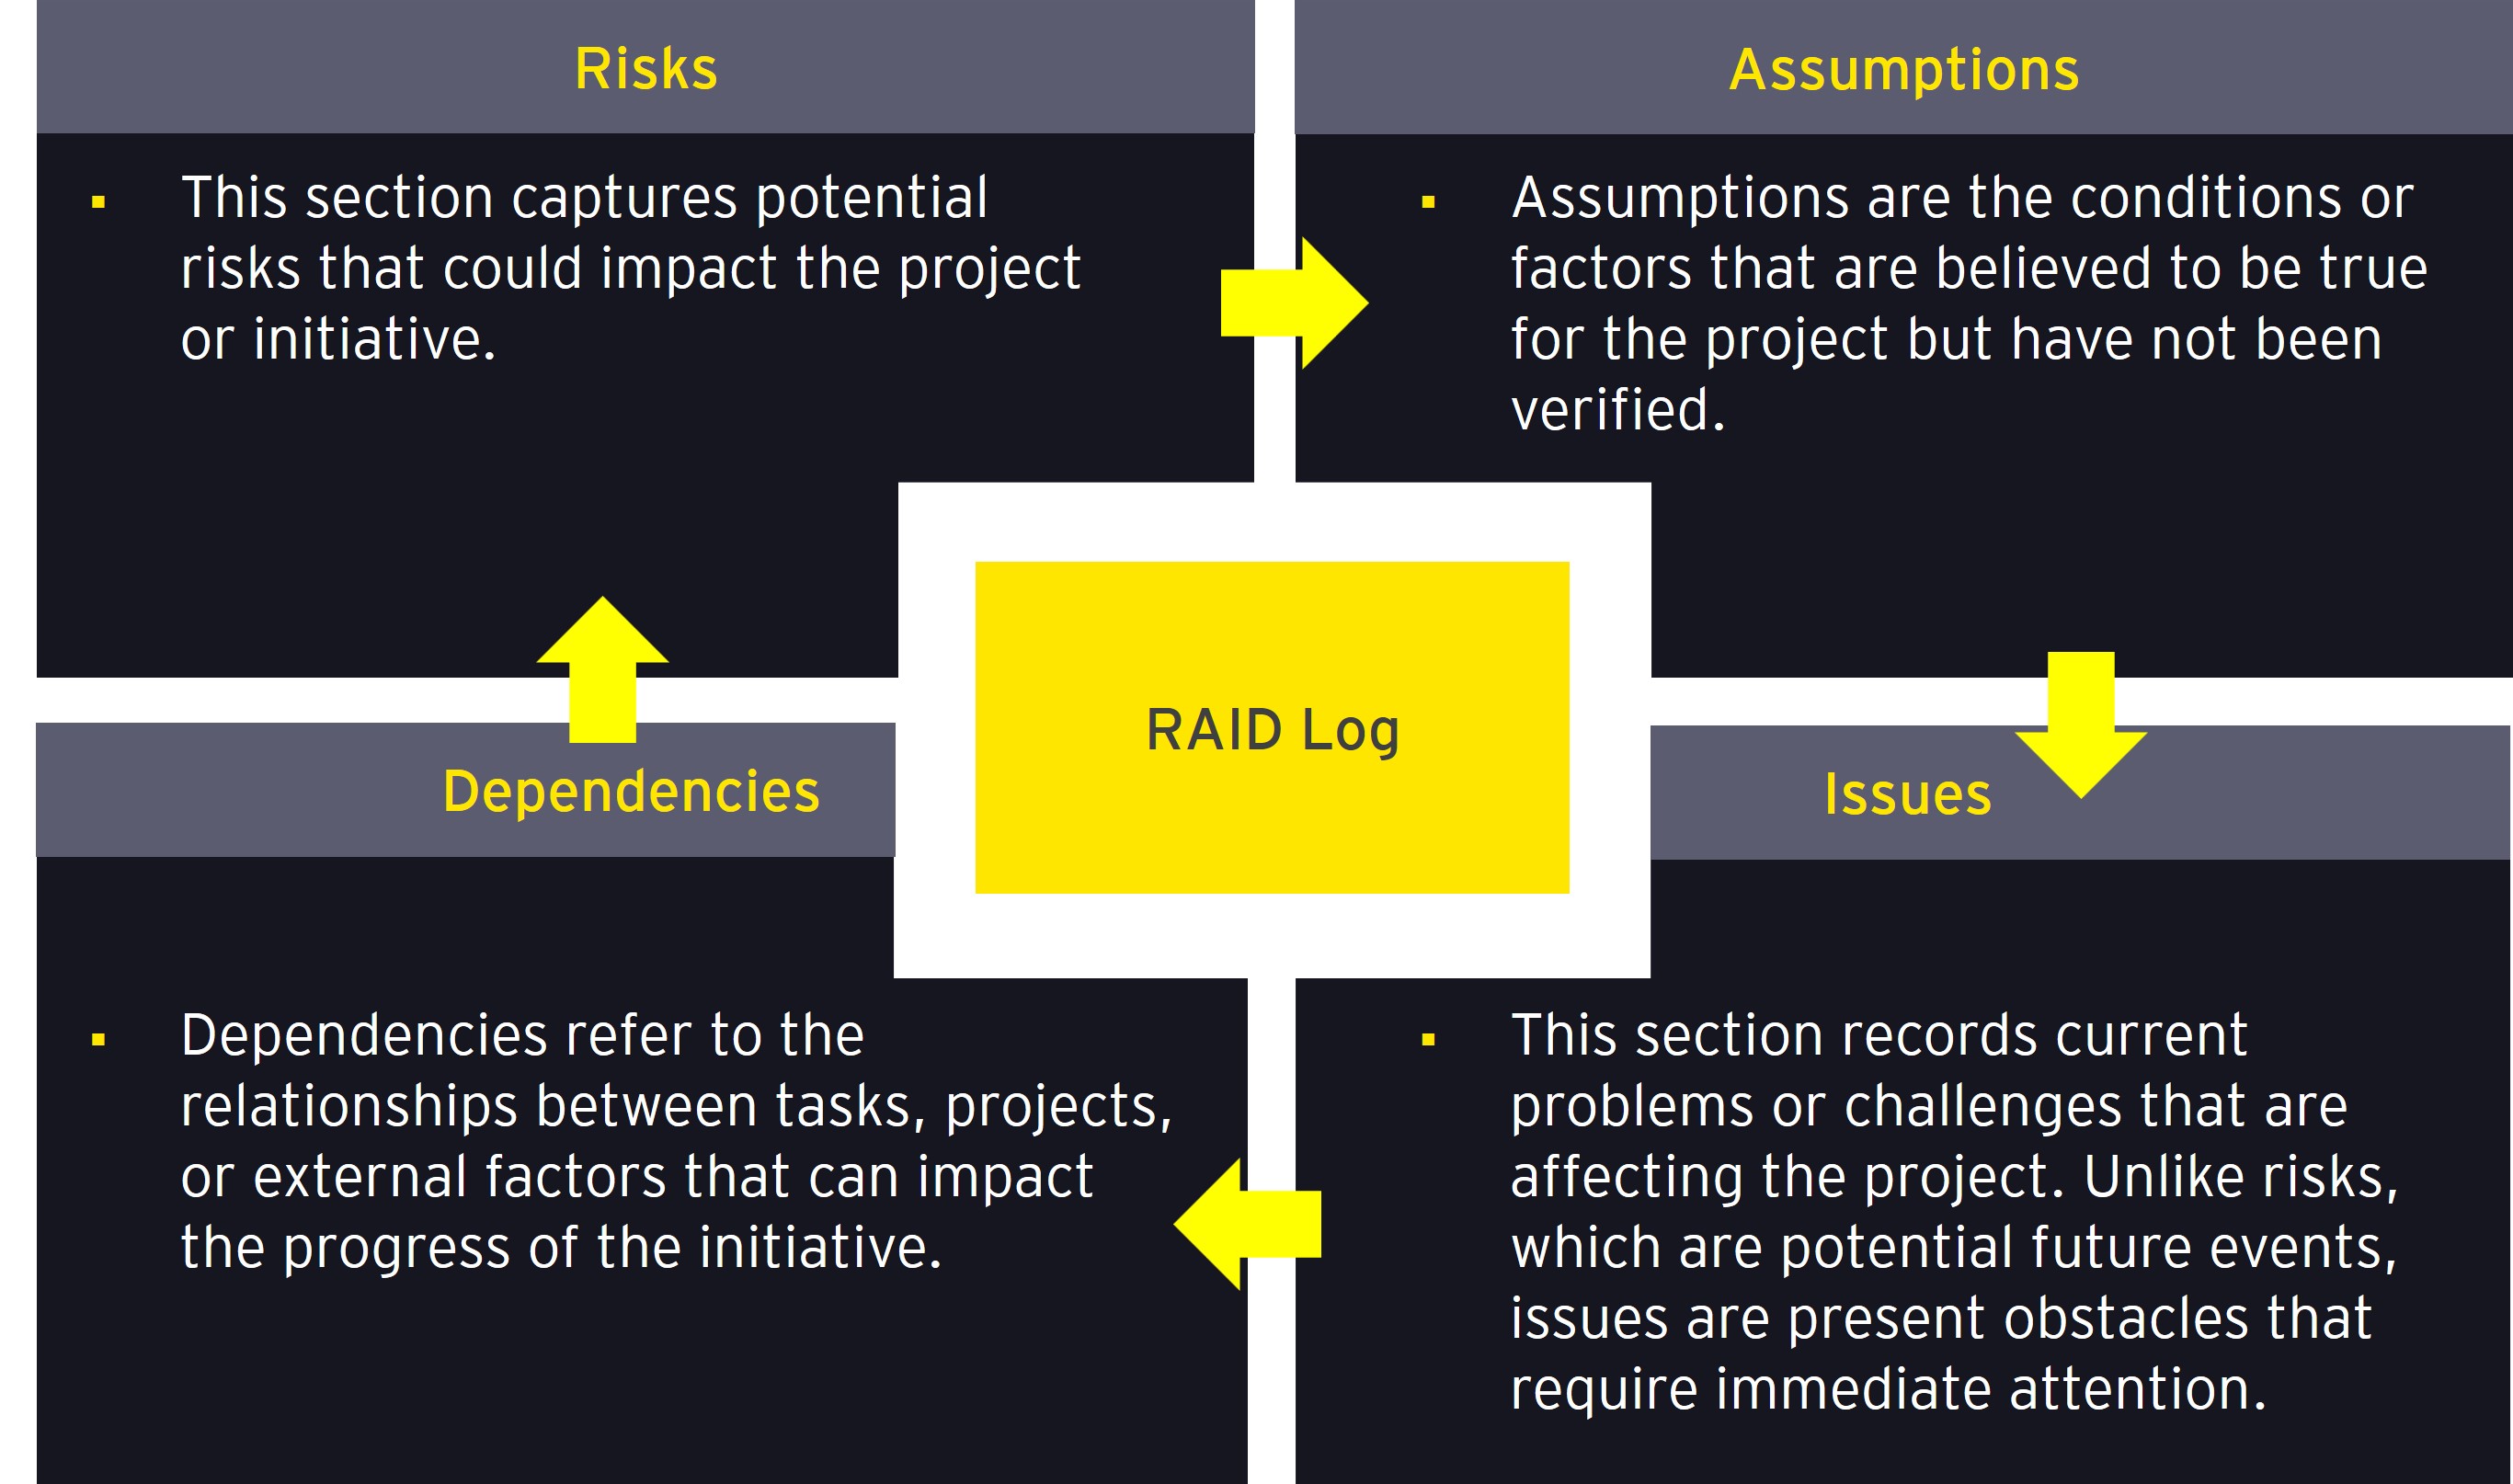 Risks
This section captures potential
risks that could impact the project
or initiative.
Assumptions
Assumptions are the conditions or
factors that are believed to be true
for the project but have not been
verified.
RAID Log
Dependencies
Dependencies refer to the
relationships between tasks, projects,
or external factors that can impact
the progress of the initiative.
Issues
This section records current
problems or challenges that are
affecting the project. Unlike risks,
which are potential future events,
issues are present obstacles that
require immediate attention.